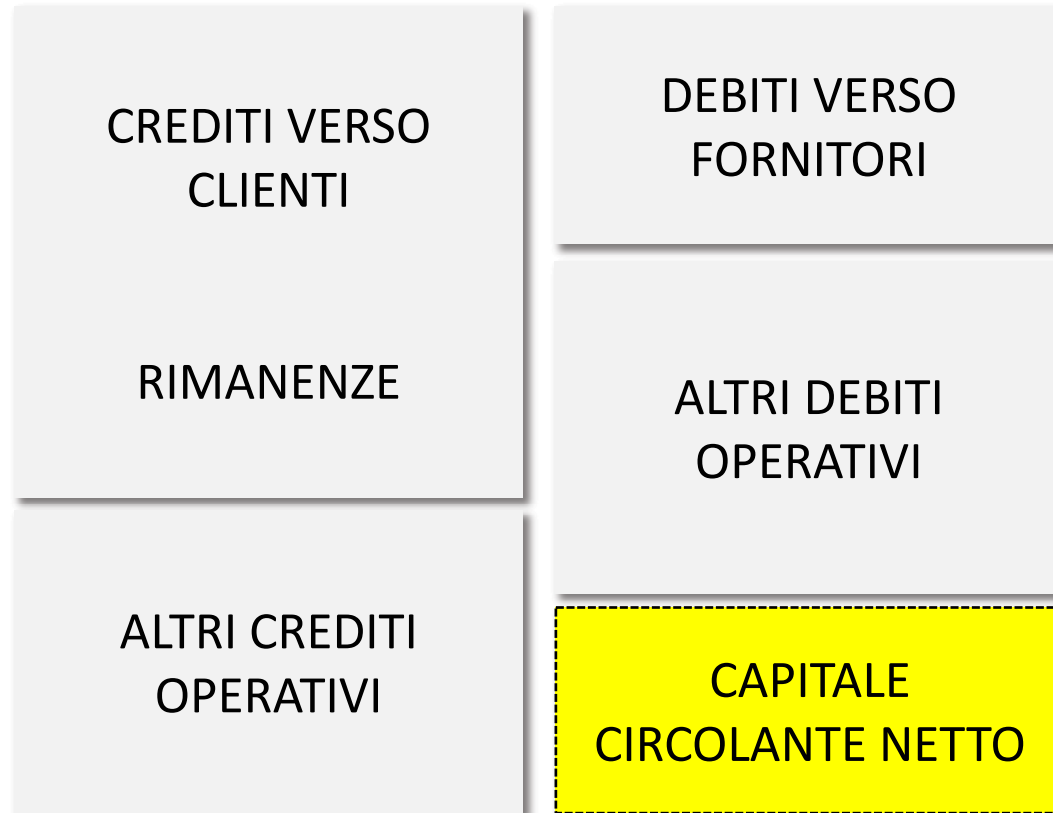 CREDITI VERSO
CLIENTI
RIMANENZE
ALTRI CREDITI
OPERATIVI
DEBITI VERSO
FORNITORI
ALTRI DEBITI
OPERATIVI
CAPITALE
CIRCOLANTE NETTO